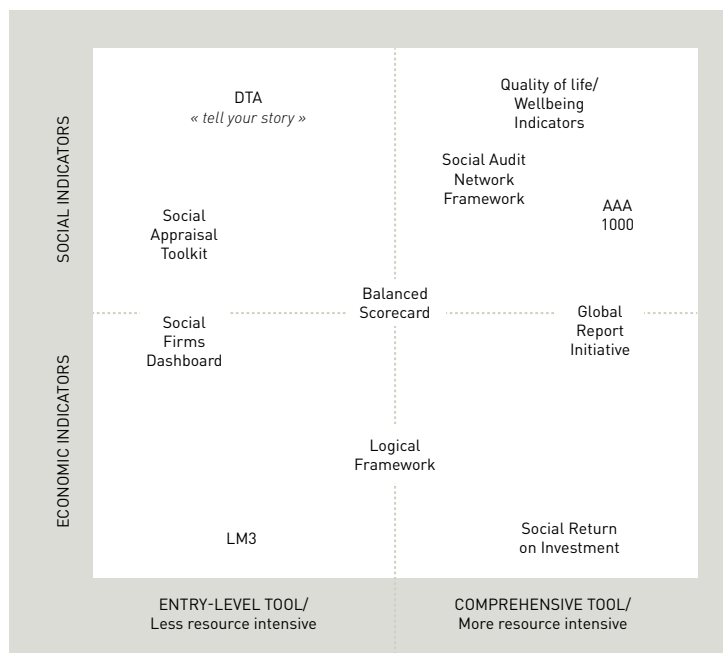 SOCIAL INDICATORS
DTA
« tell your story »
Quality of life/
Wellbeing
Indicators
Social Audit
Network
Framework
AAA
1000
Social
Appraisal
Toolkit
Balanced
Scorecard
Global
Report
Initiative
Social
Firms
Dashboard
ECONOMIC INDICATORS
Logical
Framework
LM3
Social Return
on Investment
ENTRY-LEVEL TOOL/
Less resource intensive
COMPREHENSIVE TOOL/
More resource intensive